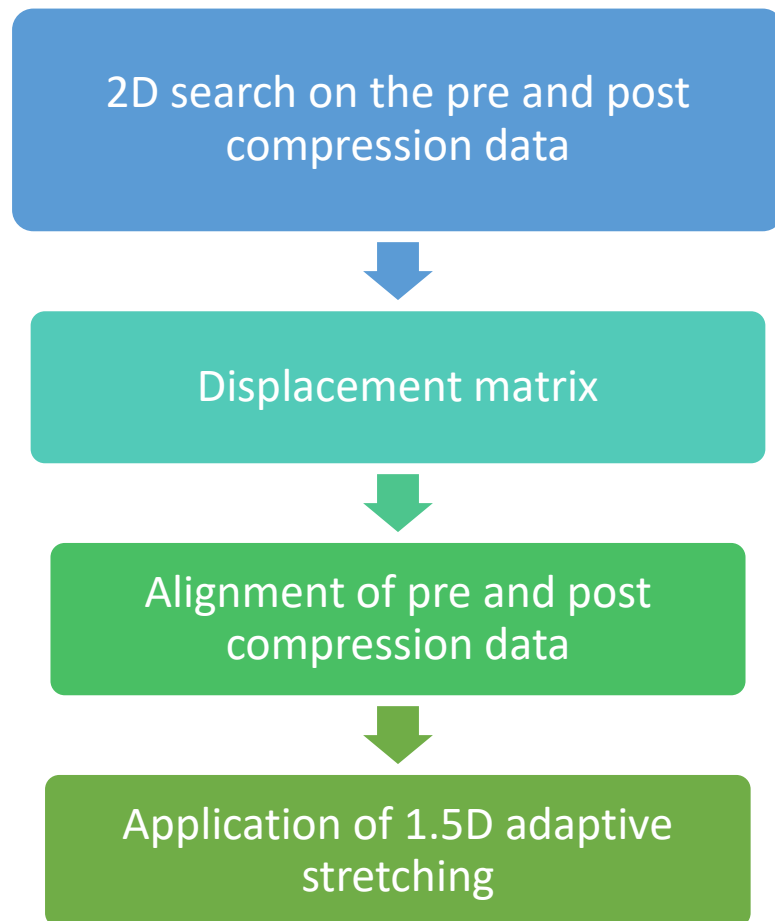 2D search on the pre and post
compression data
Displacement matrix
Alignment of pre and post
compression data
Application of 1.5D adaptive
stretching